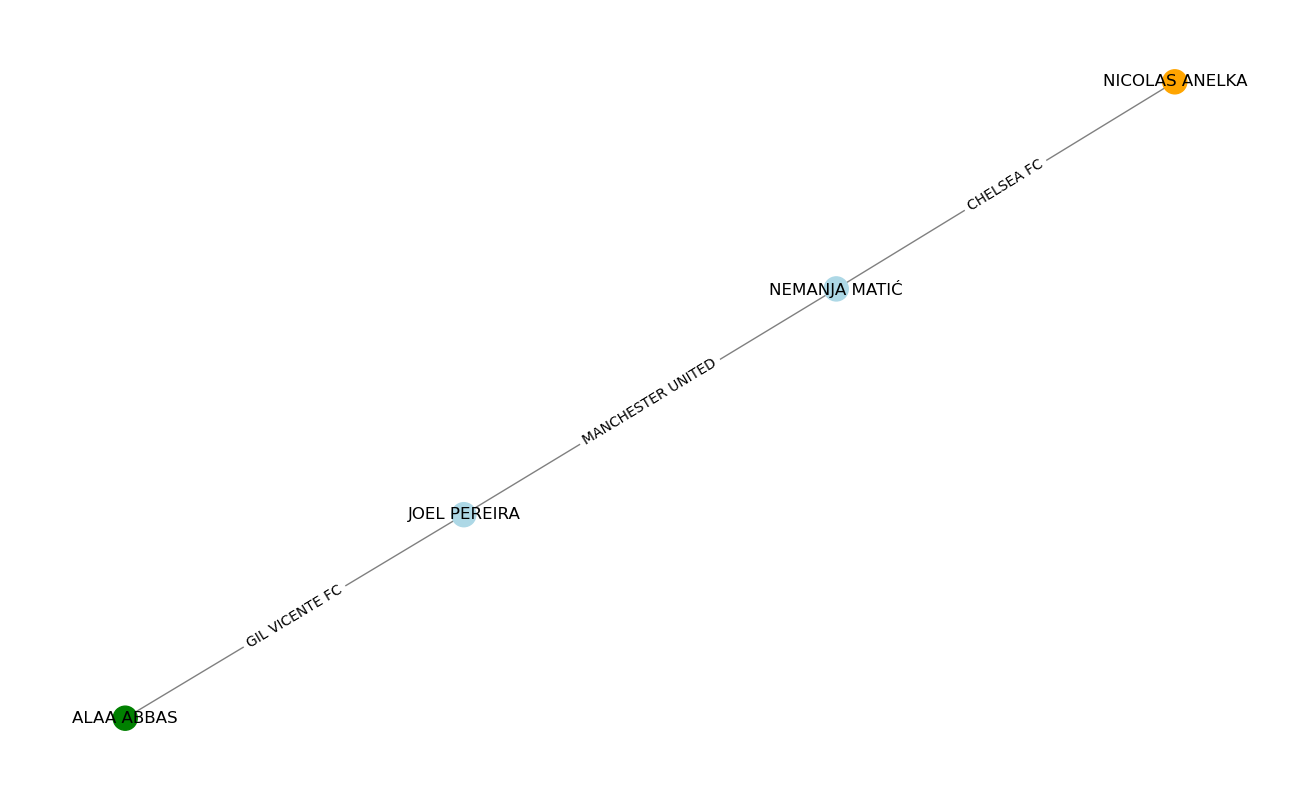 NICOLAS ANELKA
CHELSEA FC
NEMANJA MATIĆ
MANCHESTER UNITED
JOEL PEREIRA
GIL VICENTE FC
ALAA ABBAS